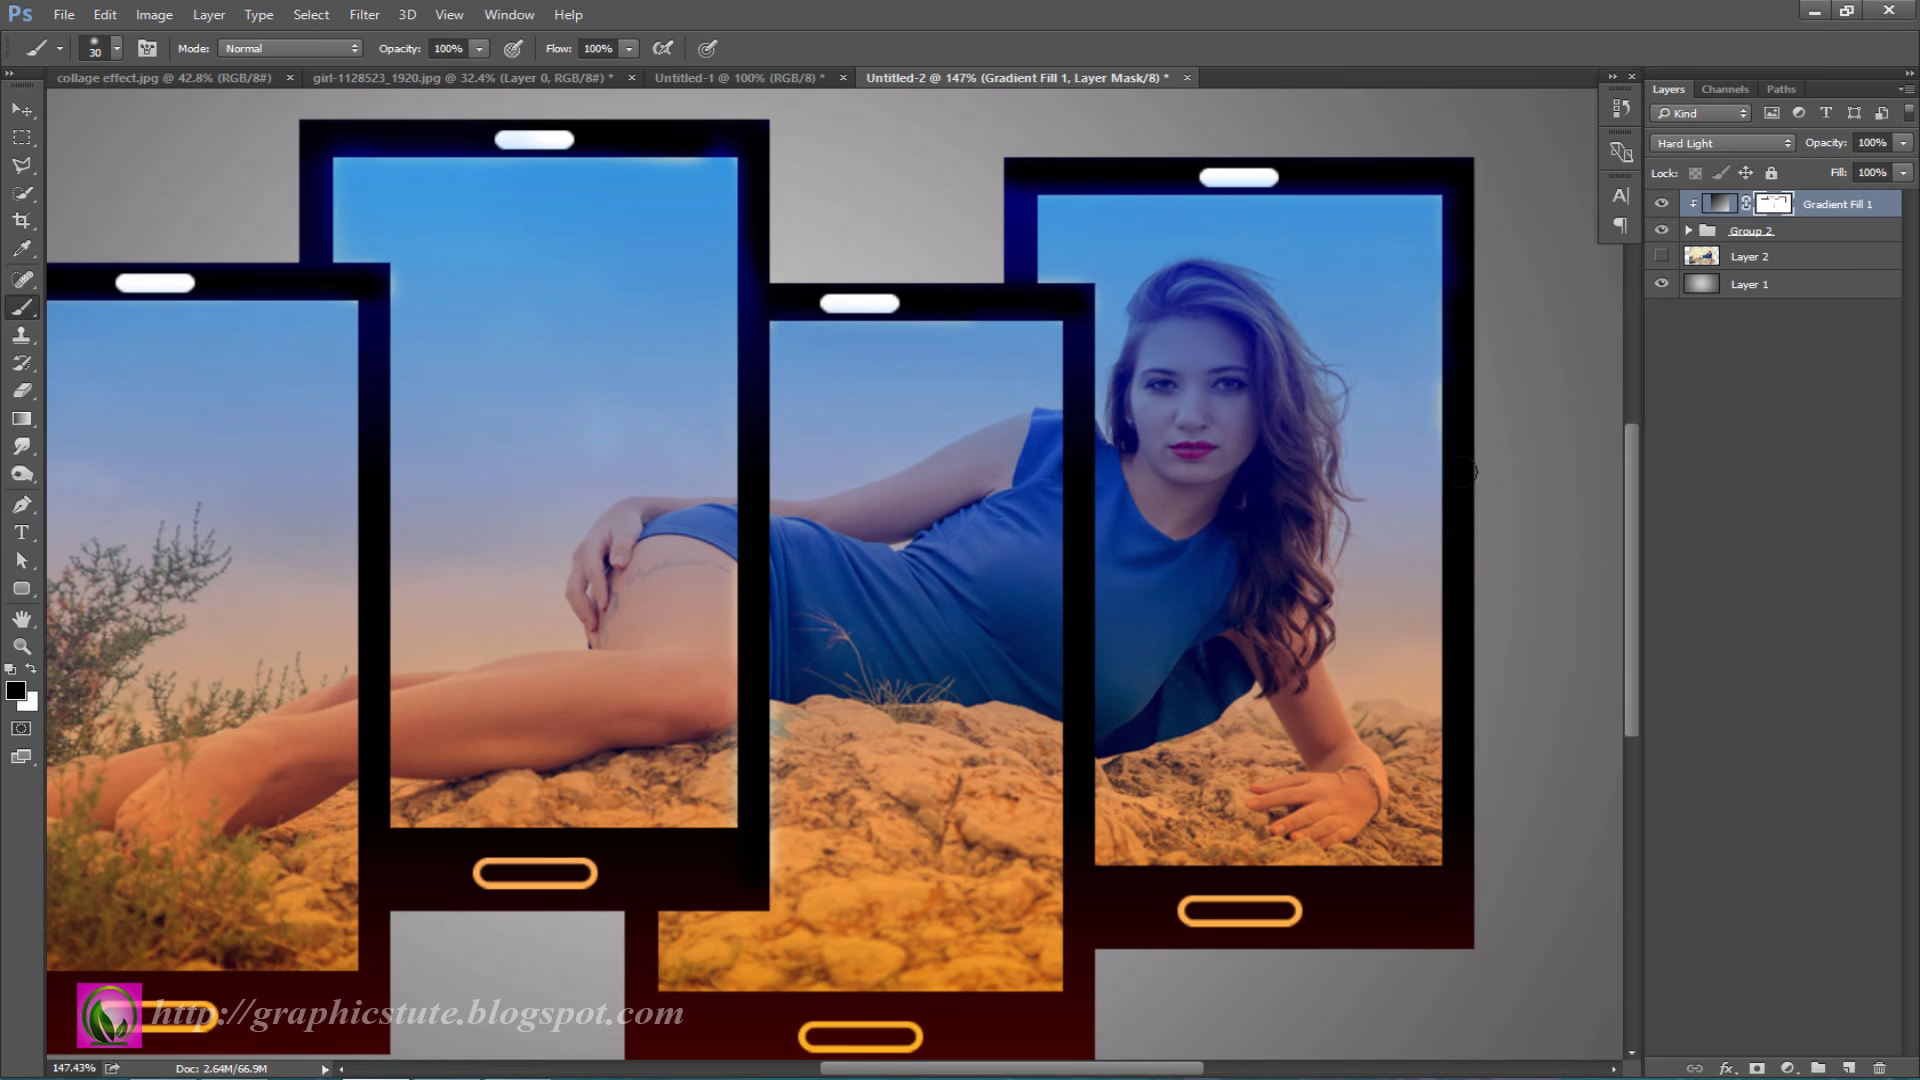 Ps File Edit Image Layer Type Select Filter 3D View Window Help
30 Mode: Normal Opacity: 100% Flow: 100%
collage effect.jpg @ 42.8% (RGB/8#) × girl-1128523_1920.jpg @ 32.4% (Layer 0, RGB/8#) * × Untitled-1 @ 100% (RGB/8) * × Untitled-2 @ 147% (Gradient Fill 1, Layer Mask/8) * ×
Layers Channels Paths
Kind
Hard Light Opacity: 100%
Lock: Fill: 100%
Gradient Fill 1
Group 2
Layer 2
Layer 1
http://graphicstute.blogspot.com
147.43% Doc: 2.64M/66.9M